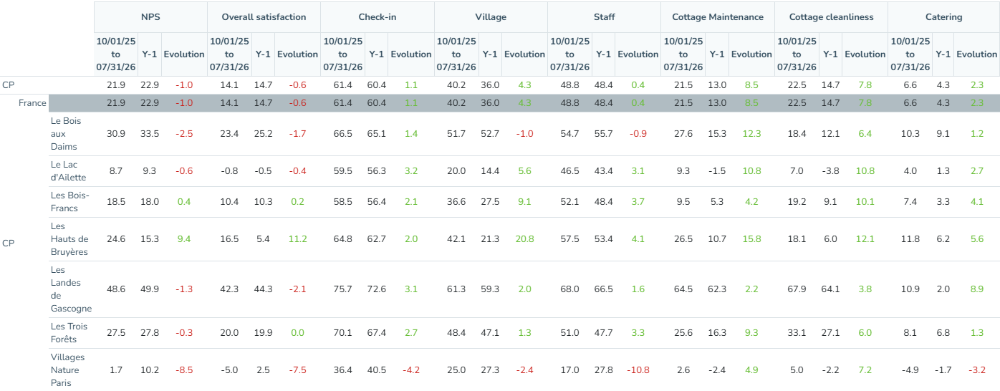 NPS Overall satisfaction Check-in Village Staff Cottage Maintenance Cottage cleanliness Catering
10/01/25 10/01/25 10/01/25 10/01/25 10/01/25 10/01/25 10/01/25 10/01/25
to Y-1 Evolution to Y-1 Evolution to Y-1 Evolution to Y-1 Evolution to Y-1 Evolution to Y-1 Evolution to Y-1 Evolution to Y-1 Evolution
07/31/26 07/31/26 07/31/26 07/31/26 07/31/26 07/31/26 07/31/26 07/31/26
CP 21.9 22.9 -1.0 14.1 14.7 -0.6 61.4 60.4 1.1 40.2 36.0 4.3 48.8 48.4 0.4 21.5 13.0 8.5 22.5 14.7 7.8 6.6 4.3 2.3
France 21.9 22.9 -1.0 14.1 14.7 -0.6 61.4 60.4 1.1 40.2 36.0 4.3 48.8 48.4 0.4 21.5 13.0 8.5 22.5 14.7 7.8 6.6 4.3 2.3
Le Bois
aux 30.9 33.5 -2.5 23.4 25.2 -1.7 66.5 65.1 1.4 51.7 52.7 -1.0 54.7 55.7 -0.9 27.6 15.3 12.3 18.4 12.1 6.4 10.3 9.1 1.2
Daims
Le Lac
8.7 9.3 -0.6 -0.8 -0.5 -0.4 59.5 56.3 3.2 20.0 14.4 5.6 46.5 43.4 3.1 9.3 -1.5 10.8 7.0 -3.8 10.8 4.0 1.3 2.7
d'Ailette
Les Bois-
18.5 18.0 0.4 10.4 10.3 0.2 58.5 56.4 2.1 36.6 27.5 9.1 52.1 48.4 3.7 9.5 5.3 4.2 19.2 9.1 10.1 7.4 3.3 4.1
Francs
Les
Hauts de 24.6 15.3 9.4 16.5 5.4 11.2 64.8 62.7 2.0 42.1 21.3 20.8 57.5 53.4 4.1 26.5 10.7 15.8 18.1 6.0 12.1 11.8 6.2 5.6
CP
Bruyères
Les
Landes
de 48.6 49.9 -1.3 42.3 44.3 -2.1 75.7 72.6 3.1 61.3 59.3 2.0 68.0 66.5 1.6 64.5 62.3 2.2 67.9 64.1 3.8 10.9 2.0 8.9
Gascogne
Les Trois
27.5 27.8 -0.3 20.0 19.9 0.0 70.1 67.4 2.7 48.4 47.1 1.3 51.0 47.7 3.3 25.6 16.3 9.3 33.1 27.1 6.0 8.1 6.8 1.3
Forêts
Villages
Nature 1.7 10.2 -8.5 -5.0 2.5 -7.5 36.4 40.5 -4.2 25.0 27.3 -2.4 17.0 27.8 -10.8 2.6 -2.4 4.9 5.0 -2.2 7.2 -4.9 -1.7 -3.2
Paris